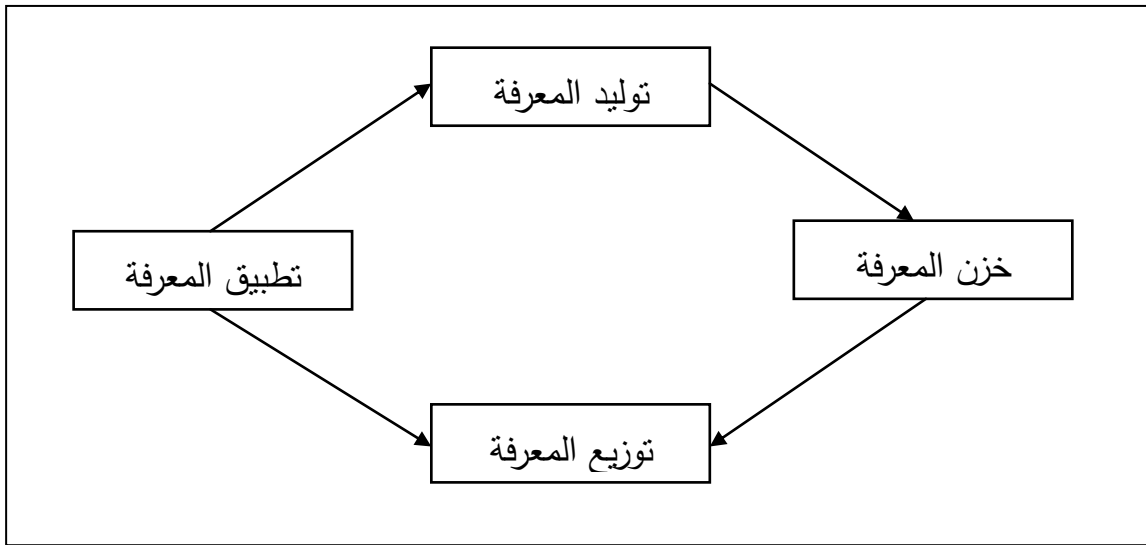 توليد المعرفة
خزن المعرفة
تطبيق المعرفة
توزيع المعرفة